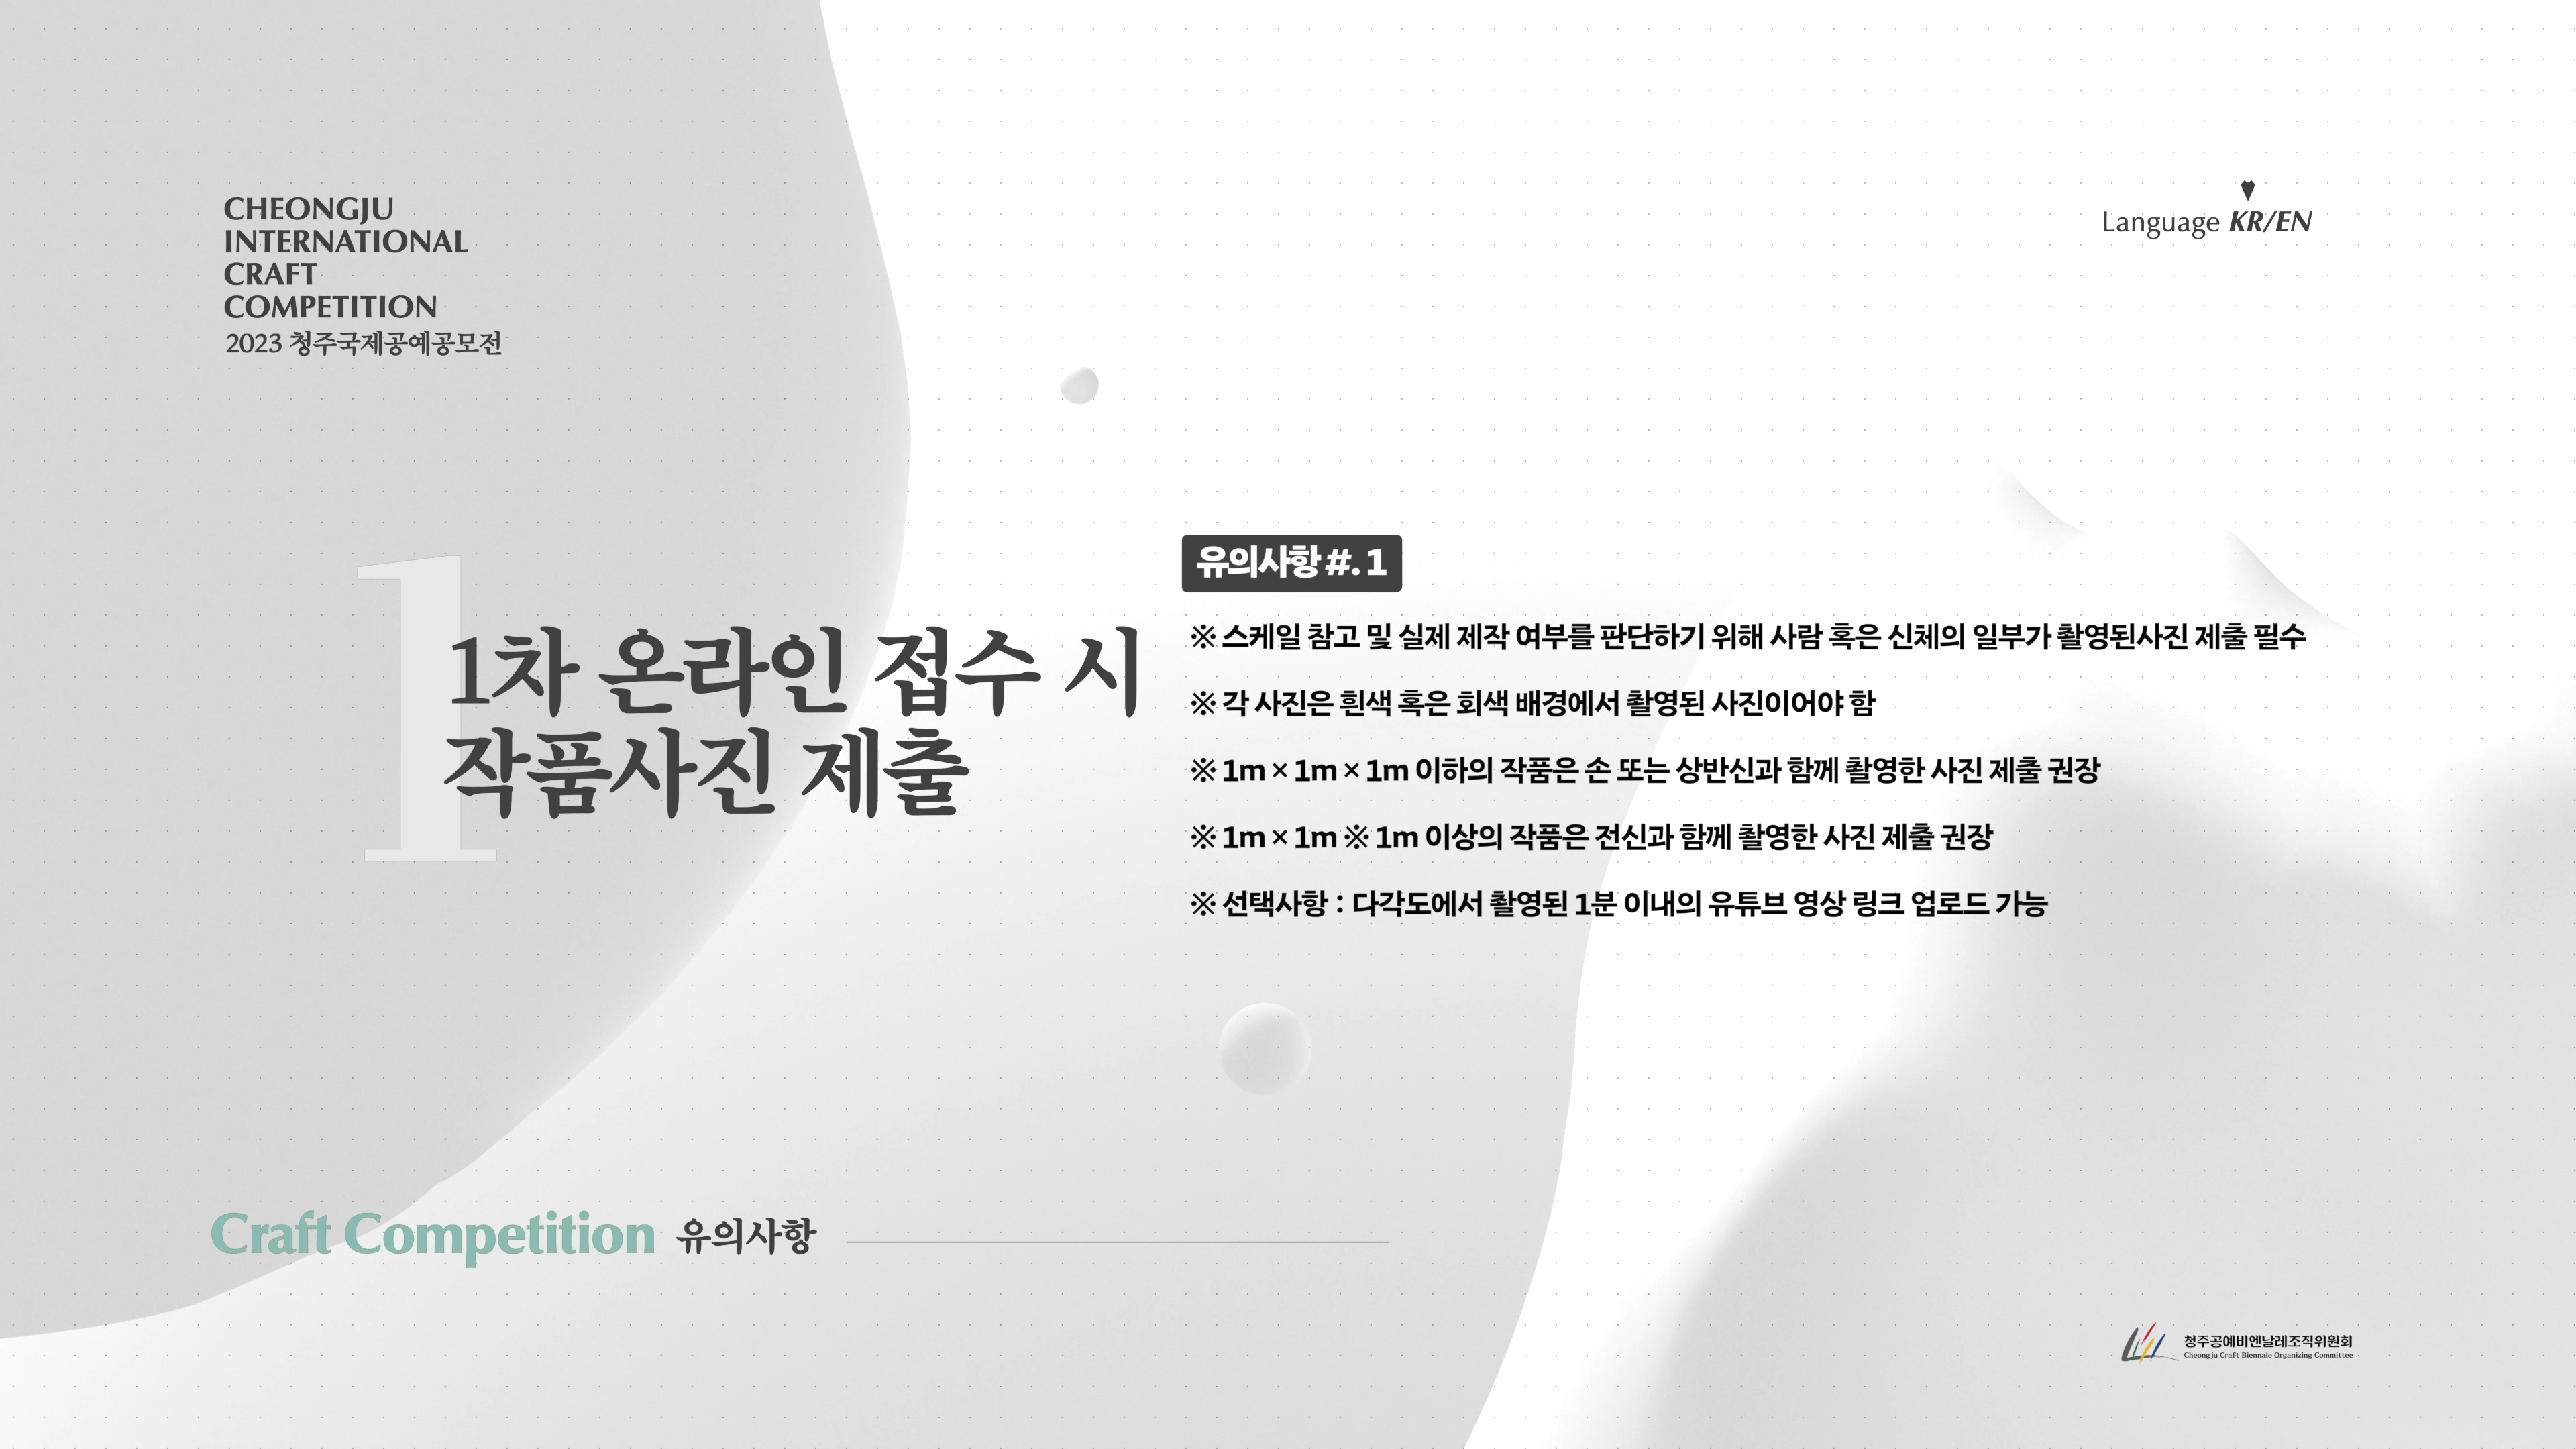 CHEONGJU
INTERNATIONAL
CRAFT
COMPETITION
2023 청주국제공예공모전
Language KR/EN
1
1차 온라인 접수 시
작품사진 제출
유의사항 #. 1
※ 스케일 참고 및 실제 제작 여부를 판단하기 위해 사람 혹은 신체의 일부가 촬영된사진 제출 필수
※ 각 사진은 흰색 혹은 회색 배경에서 촬영된 사진이어야 함
※ 1m × 1m × 1m 이하의 작품은 손 또는 상반신과 함께 촬영한 사진 제출 권장
※ 1m × 1m ※ 1m 이상의 작품은 전신과 함께 촬영한 사진 제출 권장
※ 선택사항 : 다각도에서 촬영된 1분 이내의 유튜브 영상 링크 업로드 가능
Craft Competition 유의사항
청주공예비엔날레조직위원회
Cheongju Craft Biennale Organizing Committee